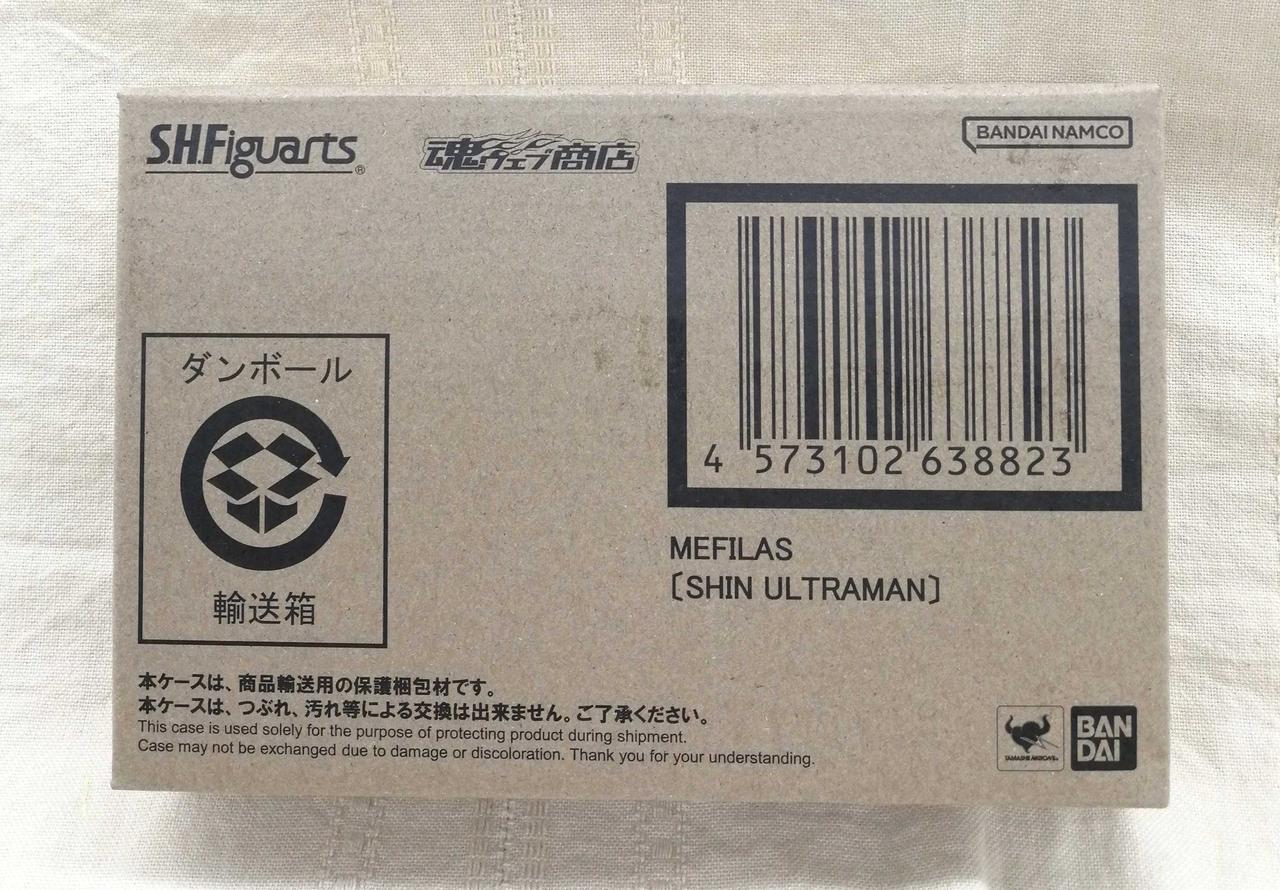 S.H.Figuarts®
魂ウェブ商店
BANDAI NAMCO
4 573102 638823
MEFILAS
〔SHIN ULTRAMAN〕
ダンボール
輸送箱
本ケースは、商品輸送用の保護梱包材です。
本ケースは、つぶれ、汚れ等による交換は出来ません。ご了承ください。
This case is used solely for the purpose of protecting product during shipment.
Case may not be exchanged due to damage or discoloration. Thank you for your understanding.
TAMASHII NATIONS
BAN
DAI